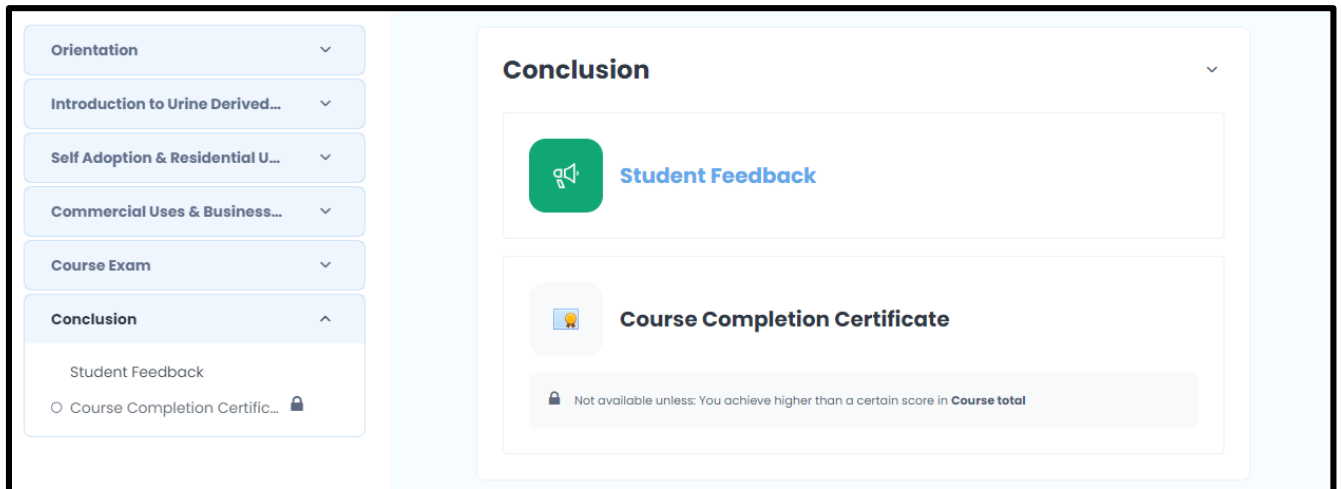 Orientation
Introduction to Urine Derived...
Self Adoption & Residential U...
Commercial Uses & Business...
Course Exam
Conclusion
Student Feedback
Course Completion Certific...
Conclusion
Student Feedback
Course Completion Certificate
Not available unless: You achieve higher than a certain score in Course total